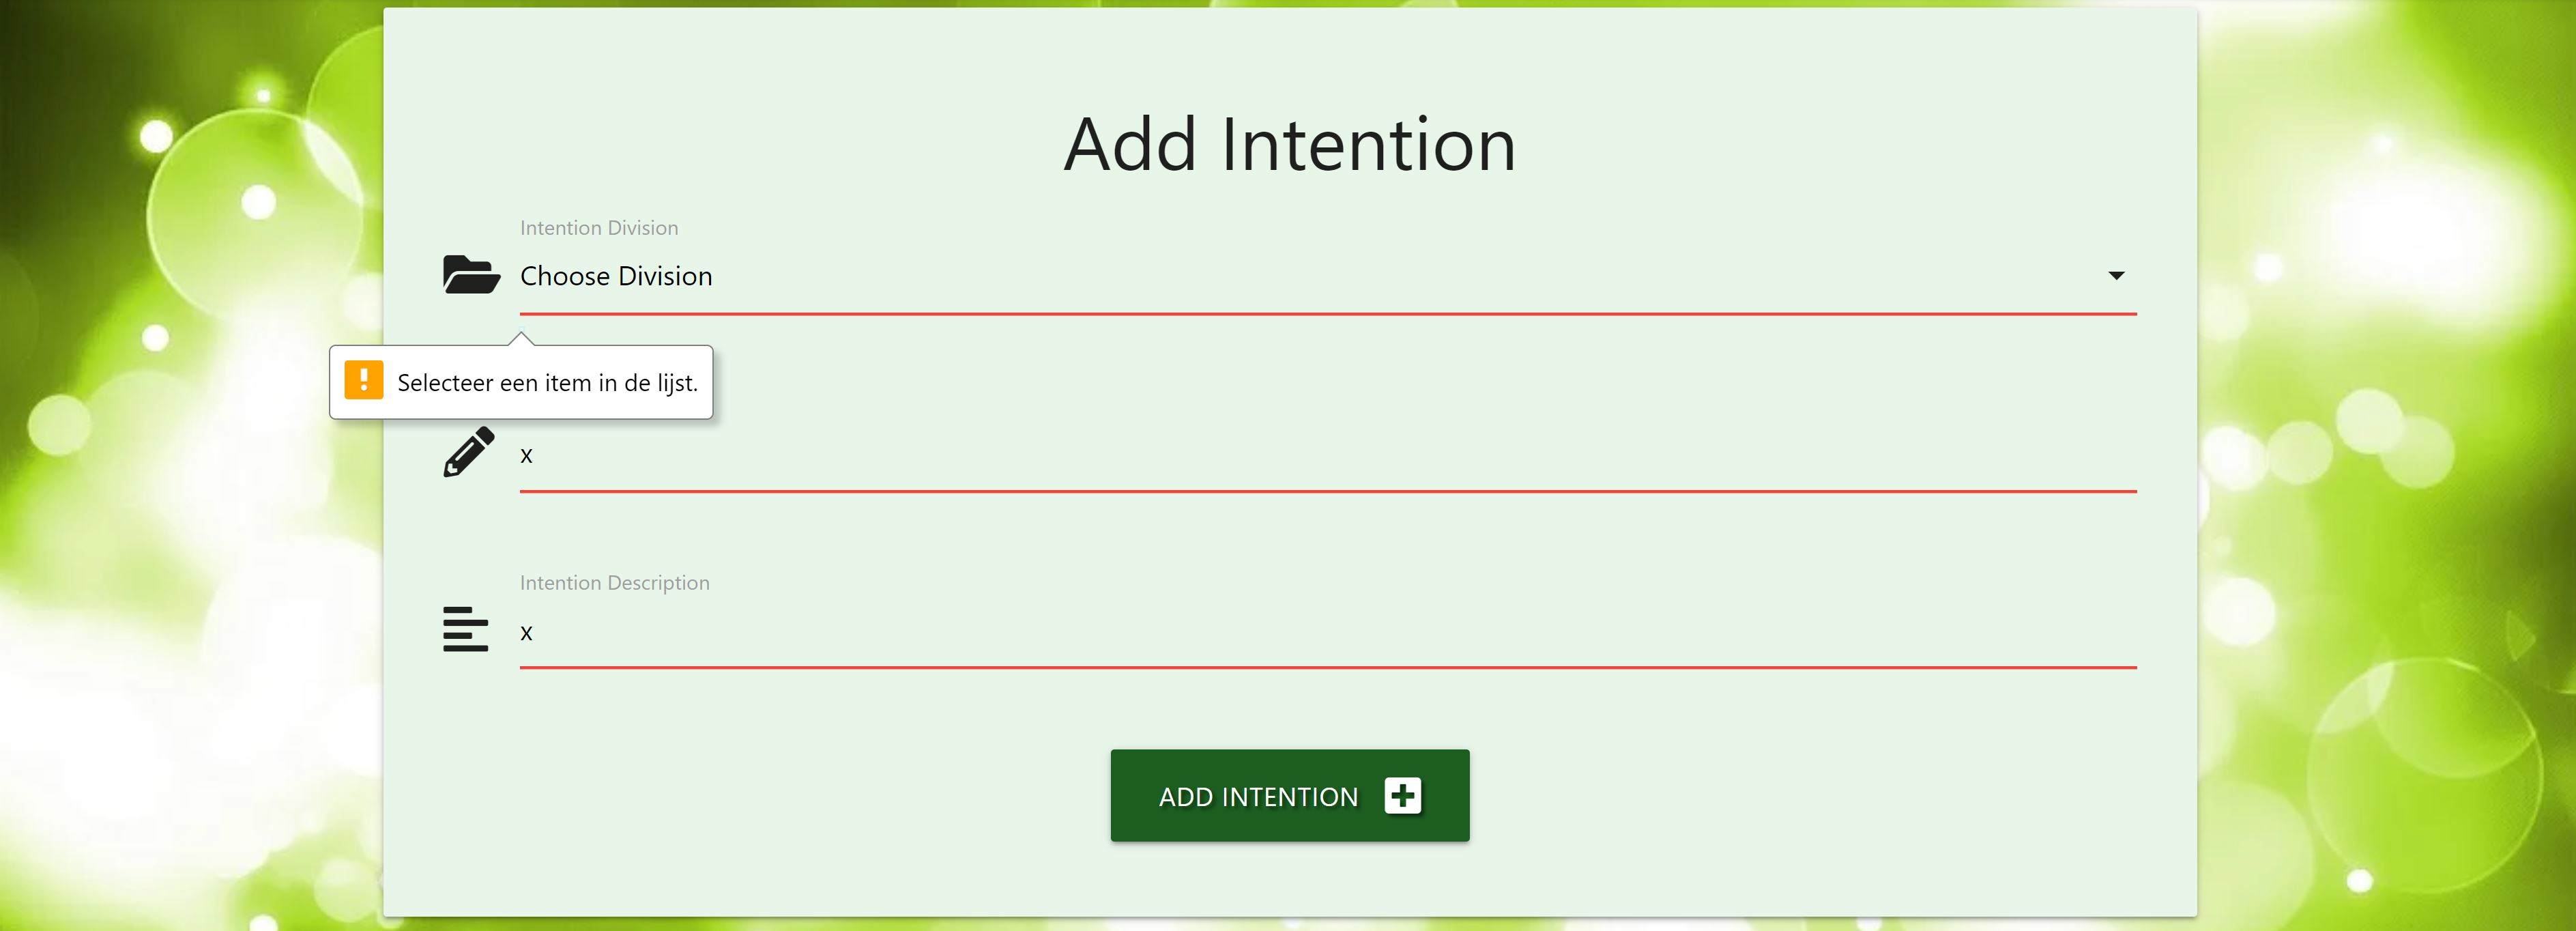 Add Intention
Intention Division
Choose Division
Selecteer een item in de lijst.
x
Intention Description
x
ADD INTENTION